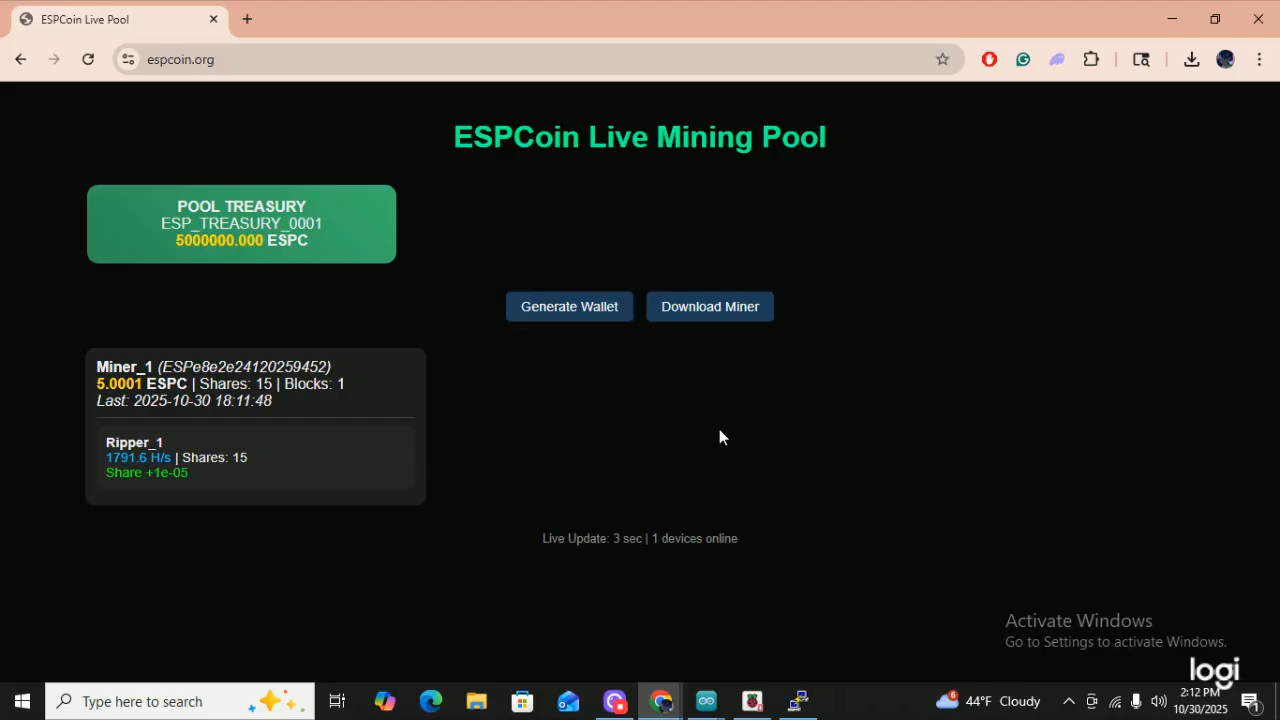 ESPCoin Live Pool
espcoin.org
ESPCoin Live Mining Pool
POOL TREASURY
ESP_TREASURY_0001
5000000.000 ESPC
Generate Wallet
Download Miner
Miner_1 (ESPe8e2e24120259452)
5.0001 ESPC | Shares: 15 | Blocks: 1
Last: 2025-10-30 18:11:48
Ripper_1
1791.6 H/s | Shares: 15
Share +1e-05
Live Update: 3 sec | 1 devices online
Activate Windows
Go to Settings to activate Windows.
logi
Type here to search
6
44°F Cloudy
2:12 PM
10/30/2025
1